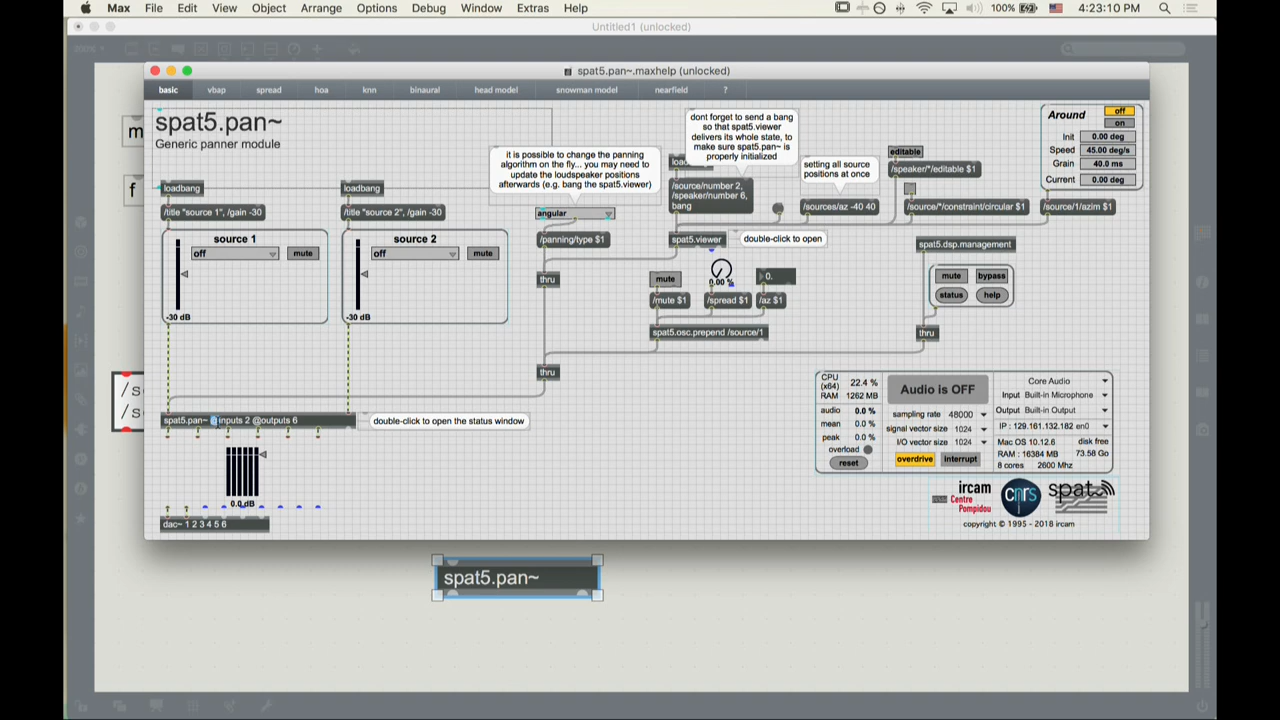 Max File Edit View Object Arrange Options Debug Window Extras Help 100% 4:23:10 PM
Untitled1 (unlocked)
spat5.pan~.maxhelp (unlocked)
basic vbap spread hoa knn binaural head model snowman model nearfield ?
spat5.pan~
Generic panner module
dont forget to send a bang
so that spat5.viewer
delivers its whole state, to
make sure spat5.pan~ is
properly initialized
it is possible to change the panning
algorithm on the fly... you may need to
update the loudspeaker positions
afterwards (e.g. bang the spat5.viewer)
setting all source
positions at once
editable
/speaker/*/editable $1
Around
off
on
Init 0.00 deg
Speed 45.00 deg/s
Grain 40.0 ms
Current 0.00 deg
loadbang
loadbang
/source/number 2,
/speaker/number 6,
bang
/title "source 1", /gain -30
/title "source 2", /gain -30
angular
/sources/az -40 40
/source/*/constraint/circular $1
/source/1/azim $1
source 1
off
mute
-30 dB
source 2
off
mute
-30 dB
/panning/type $1
spat5.viewer
double-click to open
spat5.dsp.management
thru
mute
0.00 %
0.
mute bypass
status help
/mute $1
/spread $1
/az $1
spat5.osc.prepend /source/1
thru
thru
spat5.pan~ @inputs 2 @outputs 6
double-click to open the status window
0.0 dB
dac~ 1 2 3 4 5 6
CPU
(x64) 22.4 %
RAM 1262 MB
audio 0.0 %
mean 0.0 %
peak 0.0 %
overload
reset
Audio is OFF
sampling rate 48000
signal vector size 1024
I/O vector size 1024
overdrive interrupt
Core Audio
Input Built-in Microphone
Output Built-in Output
IP : 129.161.132.182 en0
Mac OS 10.12.6 disk free
RAM : 16384 MB 73.58 Go
8 cores 2600 Mhz
ircam
Centre
Pompidou
cnrs
spat
copyright © 1995 - 2018 ircam
m
f
spat5.pan~